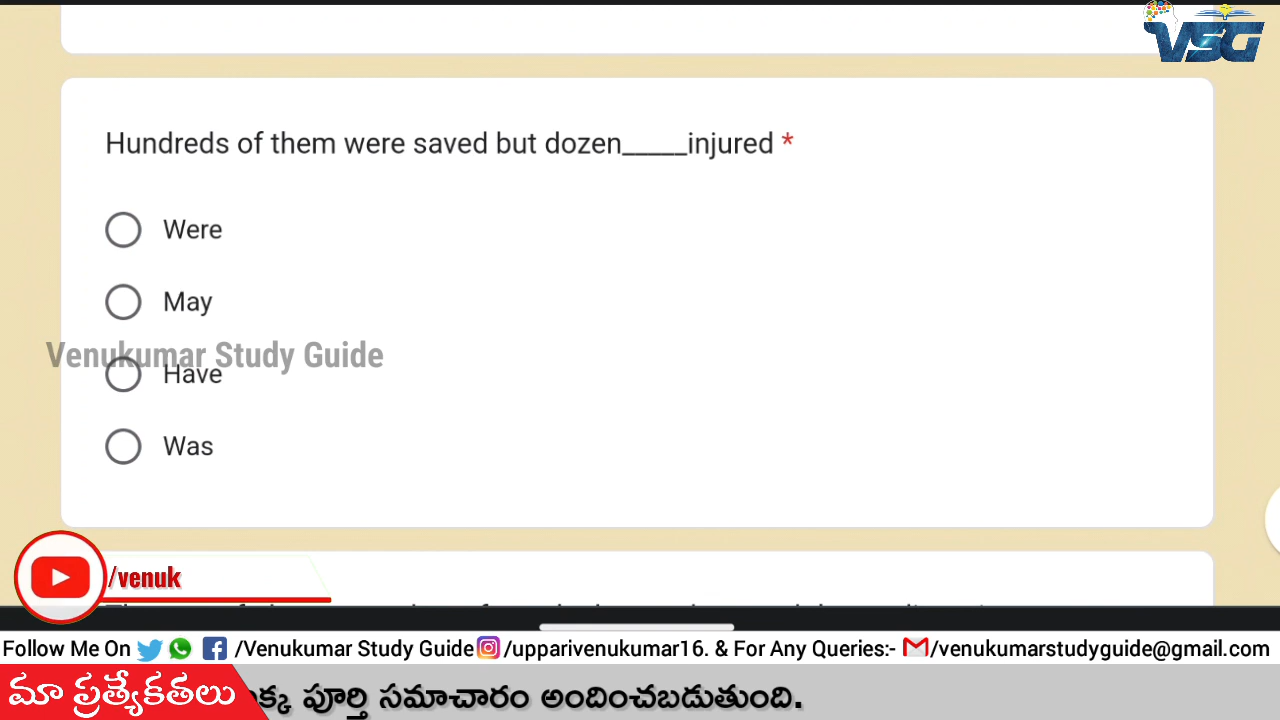 VSG
Hundreds of them were saved but dozen_____injured *
Were
May
Venukumar Study Guide
Have
Was
/venuk
Follow Me On /Venukumar Study Guide /upparivenukumar16. & For Any Queries:- /venukumarstudyguide@gmail.com
మా ప్రత్యేకతలు పూర్తి సమాచారం అందించబడుతుంది.